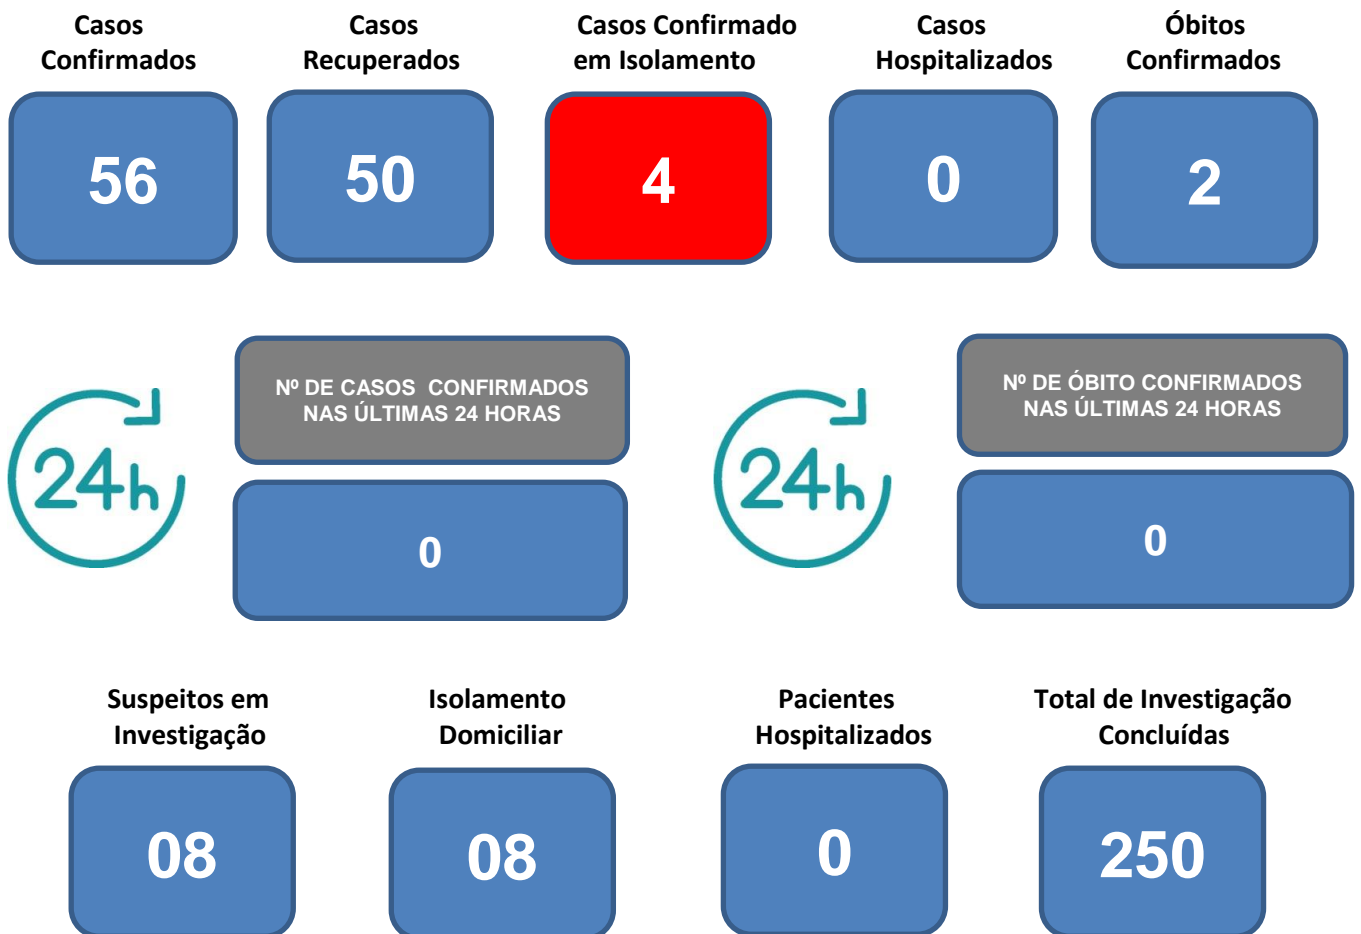 Casos
Confirmados
Casos
Recuperados
Casos Confirmado
em Isolamento
Casos
Hospitalizados
Óbitos
Confirmados
56
50
4
0
2
24h
Nº DE CASOS CONFIRMADOS
NAS ÚLTIMAS 24 HORAS
0
24h
Nº DE ÓBITO CONFIRMADOS
NAS ÚLTIMAS 24 HORAS
0
Suspeitos em
Investigação
Isolamento
Domiciliar
Pacientes
Hospitalizados
Total de Investigação
Concluídas
08
08
0
250